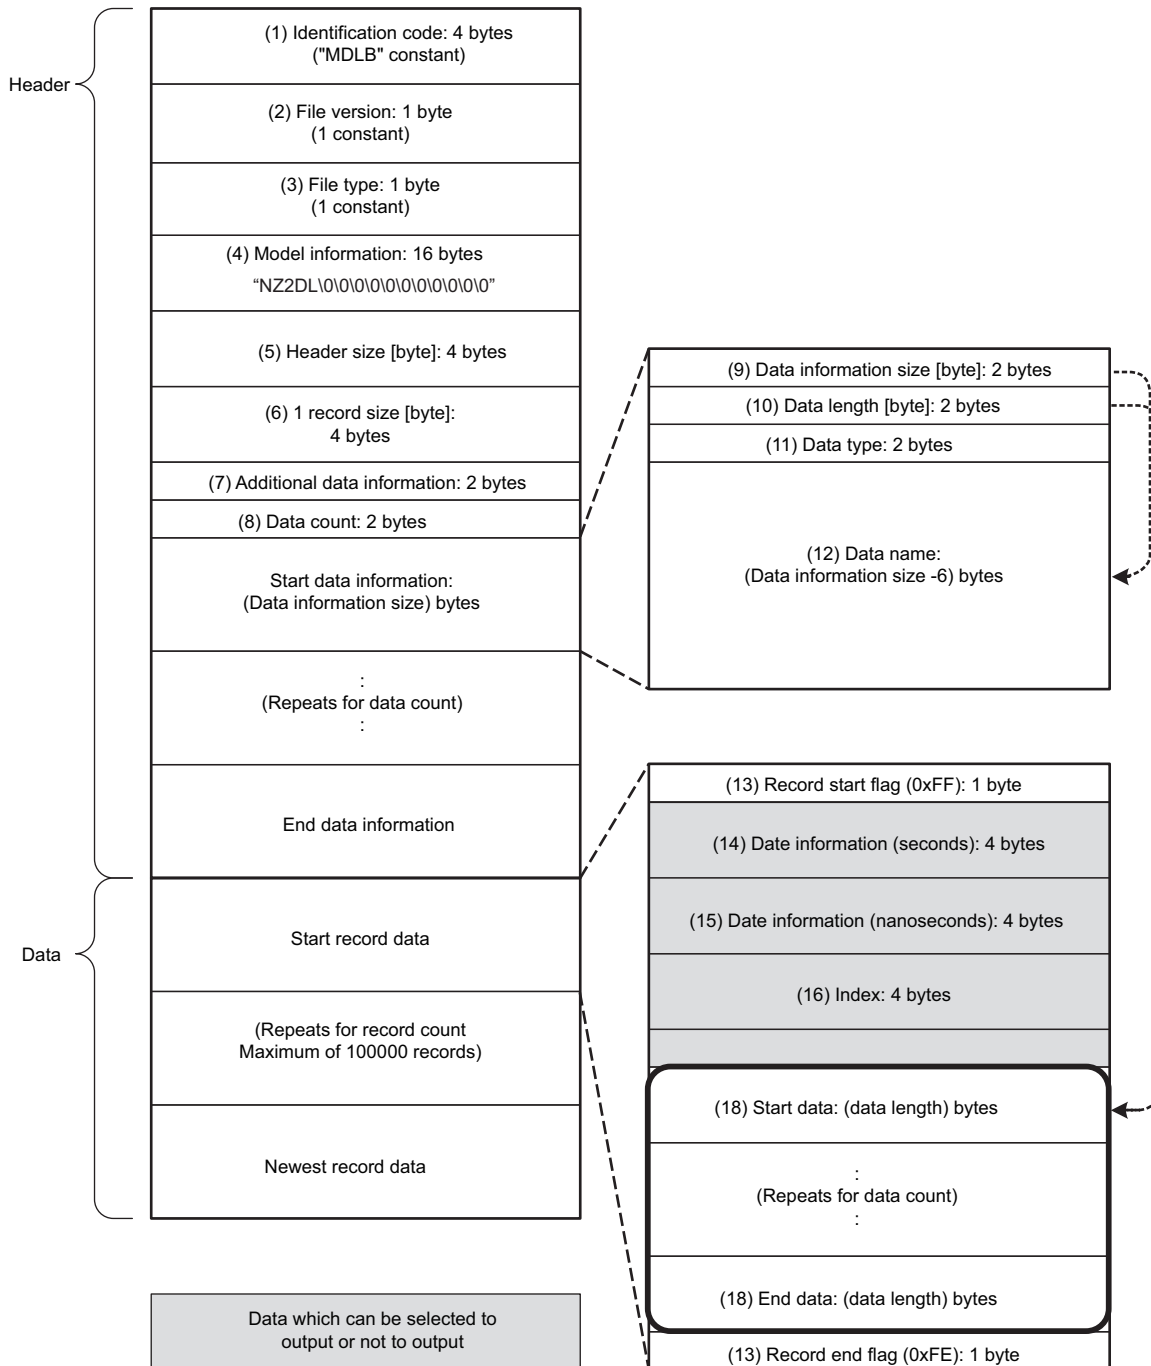 (1) Identification code: 4 bytes
("MDLB" constant)
Header
(2) File version: 1 byte
(1 constant)
(3) File type: 1 byte
(1 constant)
(4) Model information: 16 bytes
“NZ2DL\0\0\0\0\0\0\0\0\0\0\0”
(5) Header size [byte]: 4 bytes
(6) 1 record size [byte]:
4 bytes
(7) Additional data information: 2 bytes
(8) Data count: 2 bytes
Start data information:
(Data information size) bytes
:
(Repeats for data count)
:
End data information
(9) Data information size [byte]: 2 bytes
(10) Data length [byte]: 2 bytes
(11) Data type: 2 bytes
(12) Data name:
(Data information size -6) bytes
Data
Start record data
(Repeats for record count
Maximum of 100000 records)
Newest record data
(13) Record start flag (0xFF): 1 byte
(14) Date information (seconds): 4 bytes
(15) Date information (nanoseconds): 4 bytes
(16) Index: 4 bytes
(18) Start data: (data length) bytes
:
(Repeats for data count)
:
(18) End data: (data length) bytes
(13) Record end flag (0xFE): 1 byte
Data which can be selected to
output or not to output